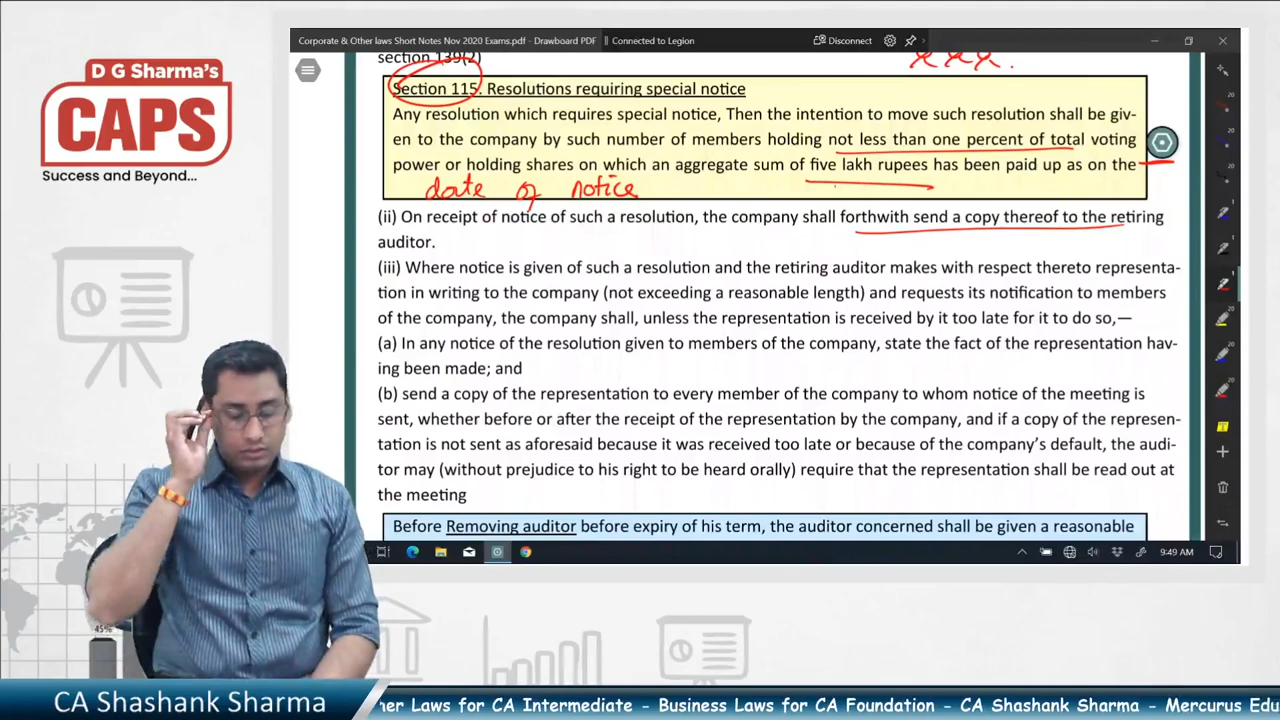 D G Sharma's
CAPS
Success and Beyond...
Corporate & Other laws Short Notes Nov 2020 Exams.pdf - Drawboard PDF
Connected to Legion
Disconnect
section 139(2)
x x x.
Section 115. Resolutions requiring special notice
Any resolution which requires special notice, Then the intention to move such resolution shall be giv-
en to the company by such number of members holding not less than one percent of total voting
power or holding shares on which an aggregate sum of five lakh rupees has been paid up as on the
date of notice
(ii) On receipt of notice of such a resolution, the company shall forthwith send a copy thereof to the retiring
auditor.
(iii) Where notice is given of such a resolution and the retiring auditor makes with respect thereto representa-
tion in writing to the company (not exceeding a reasonable length) and requests its notification to members
of the company, the company shall, unless the representation is received by it too late for it to do so,—
(a) In any notice of the resolution given to members of the company, state the fact of the representation hav-
ing been made; and
(b) send a copy of the representation to every member of the company to whom notice of the meeting is
sent, whether before or after the receipt of the representation by the company, and if a copy of the represen-
tation is not sent as aforesaid because it was received too late or because of the company's default, the audi-
tor may (without prejudice to his right to be heard orally) require that the representation shall be read out at
the meeting
Before Removing auditor before expiry of his term, the auditor concerned shall be given a reasonable
9:49 AM
45%
CA Shashank Sharma
her Laws for CA Intermediate - Business Laws for CA Foundation - CA Shashank Sharma - Mercurus Edu